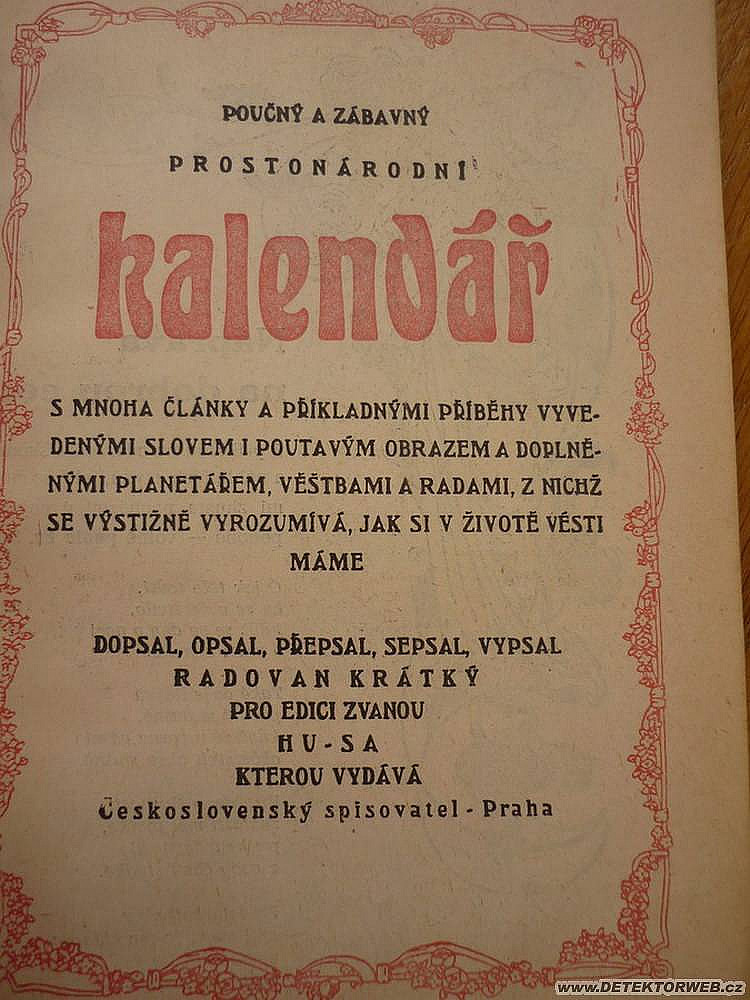 POUČNÝ A ZÁBAVNÝ
PROSTONÁRODNÍ
kalendář
S MNOHA ČLÁNKY A PŘÍKLADNÝMI PŘÍBĚHY VYVE-
DENÝMI SLOVEM I POUTAVÝM OBRAZEM A DOPLNĚ-
NÝMI PLANETÁŘEM, VĚŠTBAMI A RADAMI, Z NICHŽ
SE VÝSTIŽNĚ VYROZUMÍVÁ, JAK SI V ŽIVOTĚ VÉSTI
MÁME
DOPSAL, OPSAL, PŘEPSAL, SEPSAL, VYPSAL
RADOVAN KRÁTKÝ
PRO EDICI ZVANOU
HU-SA
KTEROU VYDÁVÁ
Československý spisovatel - Praha
www.DETEKTORWEB.cz